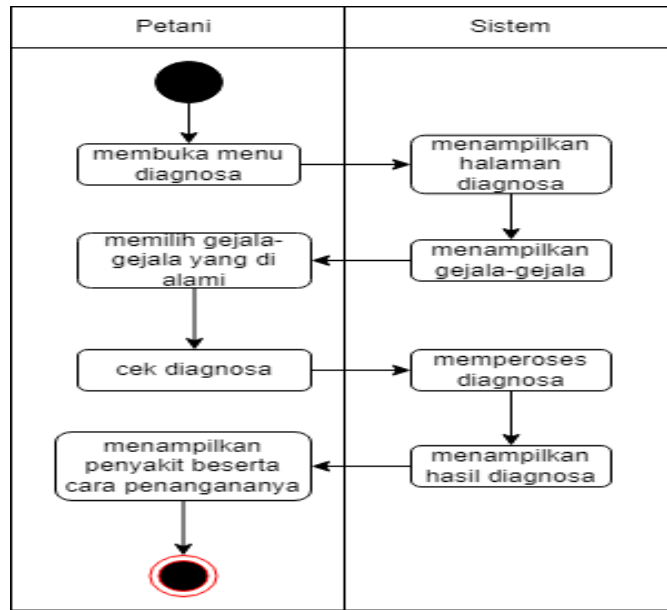 Petani
Sistem
membuka menu
diagnosa
menampilkan
halaman
diagnosa
menampilkan
gejala-gejala
memilih gejala-
gejala yang di
alami
cek diagnosa
memperoses
diagnosa
menampilkan
hasil diagnosa
menampilkan
penyakit beserta
cara penangananya